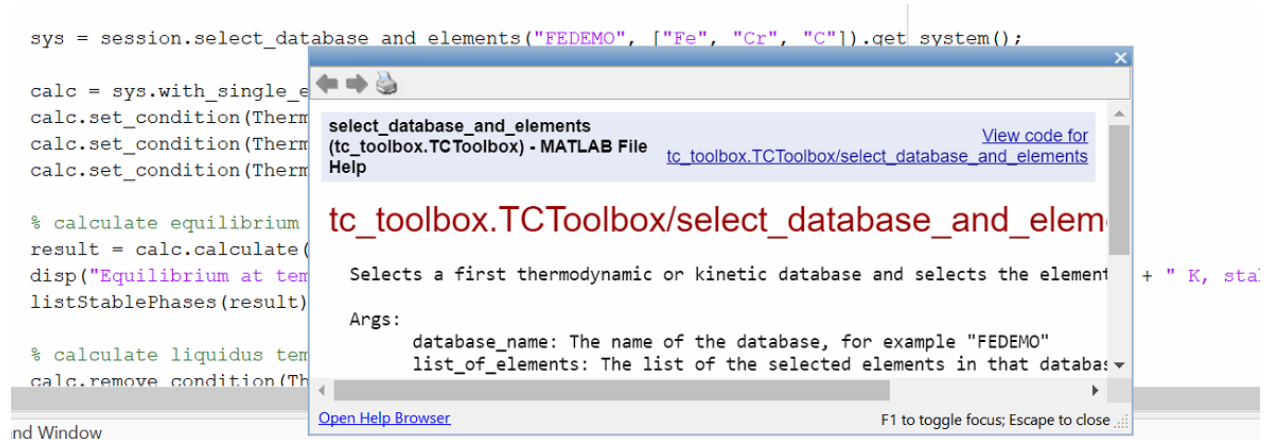 sys = session.select_database_and_elements("FEDEMO", ["Fe", "Cr", "C"]).get_system();
calc = sys.with_single_e
calc.set_condition(Therm
calc.set_condition(Therm
calc.set_condition(Therm
% calculate equilibrium
result = calc.calculate(
disp("Equilibrium at tem
+ " K, sta
listStablePhases(result)
% calculate liquidus tem
calc.remove_condition(Th
select_database_and_elements
(tc_toolbox.TCToolbox) - MATLAB File
Help
View code for
tc_toolbox.TCToolbox/select_database_and_elements
tc_toolbox.TCToolbox/select_database_and_elem
Selects a first thermodynamic or kinetic database and selects the element
Args:
database_name: The name of the database, for example "FEDEMO"
list_of_elements: The list of the selected elements in that databas
Open Help Browser
F1 to toggle focus; Escape to close
nd Window